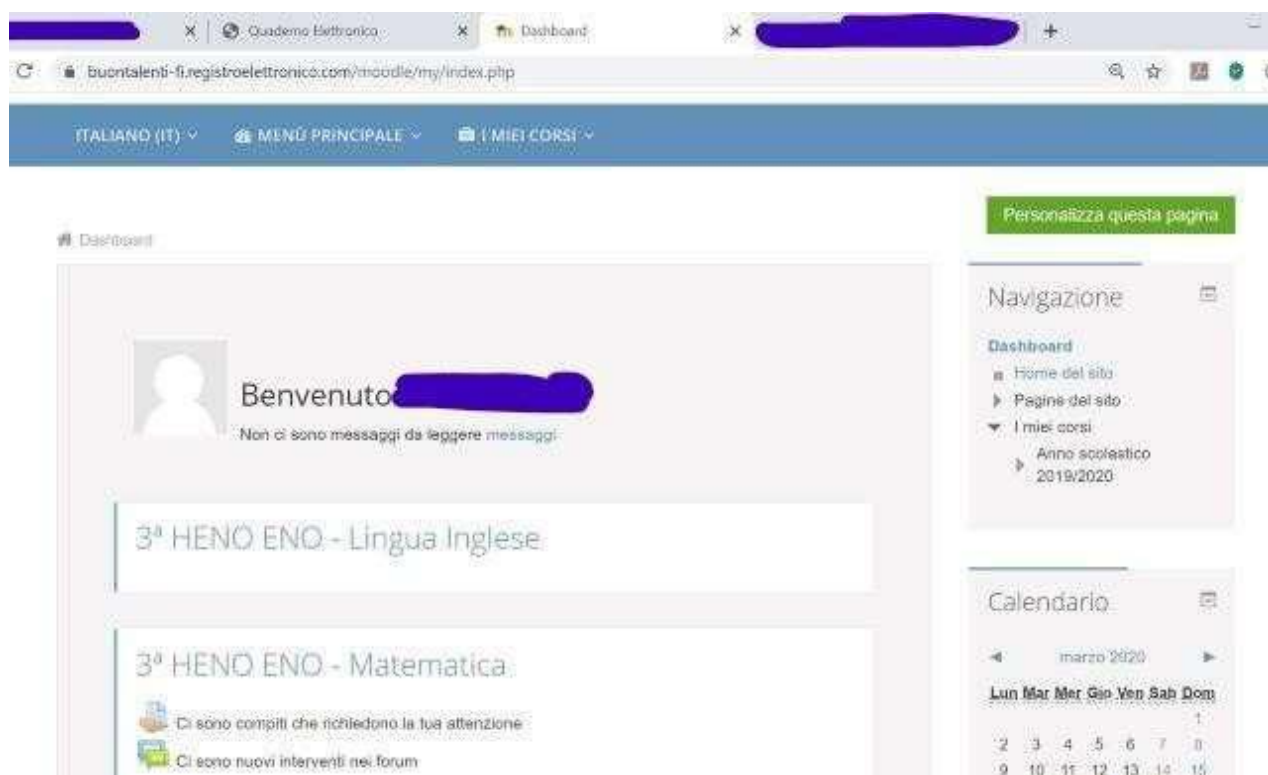 Quaderno Elettronico
Dashboard
buontalenti-fi.registroelettronico.com/moodle/my/index.php
ITALIANO (IT) MENÙ PRINCIPALE I MIEI CORSI
Personalizza questa pagina
Dashboard
Benvenuto
Non ci sono messaggi da leggere messaggi
3ª HENO ENO - Lingua Inglese
3ª HENO ENO - Matematica
Ci sono compiti che richiedono la tua attenzione
Ci sono nuovi interventi nei forum
Navigazione
Dashboard
Home del sito
Pagine del sito
I miei corsi
Anno scolastico
2019/2020
Calendario
marzo 2020
Lun Mar Mer Gio Ven Sab Dom
1
2 3 4 5 6 7 8
9 10 11 12 13 14 15